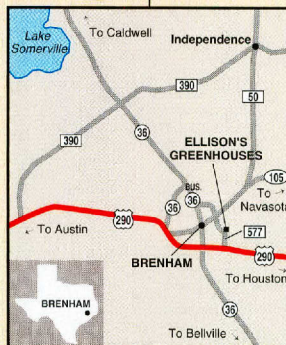 Lake
Somerville
To Caldwell
Independence
390
50
390
36
ELLISON'S
GREENHOUSES
105
BUS.
36
36
To
Navasota
290
To Austin
577
BRENHAM
290
To Houston
BRENHAM
36
To Bellville